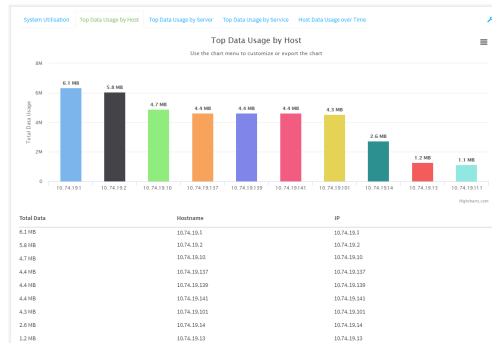 System Utilisation Top Data Usage by Host Top Data Usage by Server Top Data Usage by Service Host Data Usage over Time
Top Data Usage by Host
Use the chart menu to customize or export the chart
Total Data Usage
8M
6M
4M
2M
0
6.1 MB 5.8 MB 4.7 MB 4.4 MB 4.4 MB 4.4 MB 4.3 MB 2.6 MB 1.2 MB 1.1 MB
10.74.19.1 10.74.19.2 10.74.19.10 10.74.19.137 10.74.19.139 10.74.19.141 10.74.19.101 10.74.19.14 10.74.19.13 10.74.19.111
Highcharts.com
Total Data Hostname IP
6.1 MB 10.74.19.1 10.74.19.1
5.8 MB 10.74.19.2 10.74.19.2
4.7 MB 10.74.19.10 10.74.19.10
4.4 MB 10.74.19.137 10.74.19.137
4.4 MB 10.74.19.139 10.74.19.139
4.4 MB 10.74.19.141 10.74.19.141
4.3 MB 10.74.19.101 10.74.19.101
2.6 MB 10.74.19.14 10.74.19.14
1.2 MB 10.74.19.13 10.74.19.13